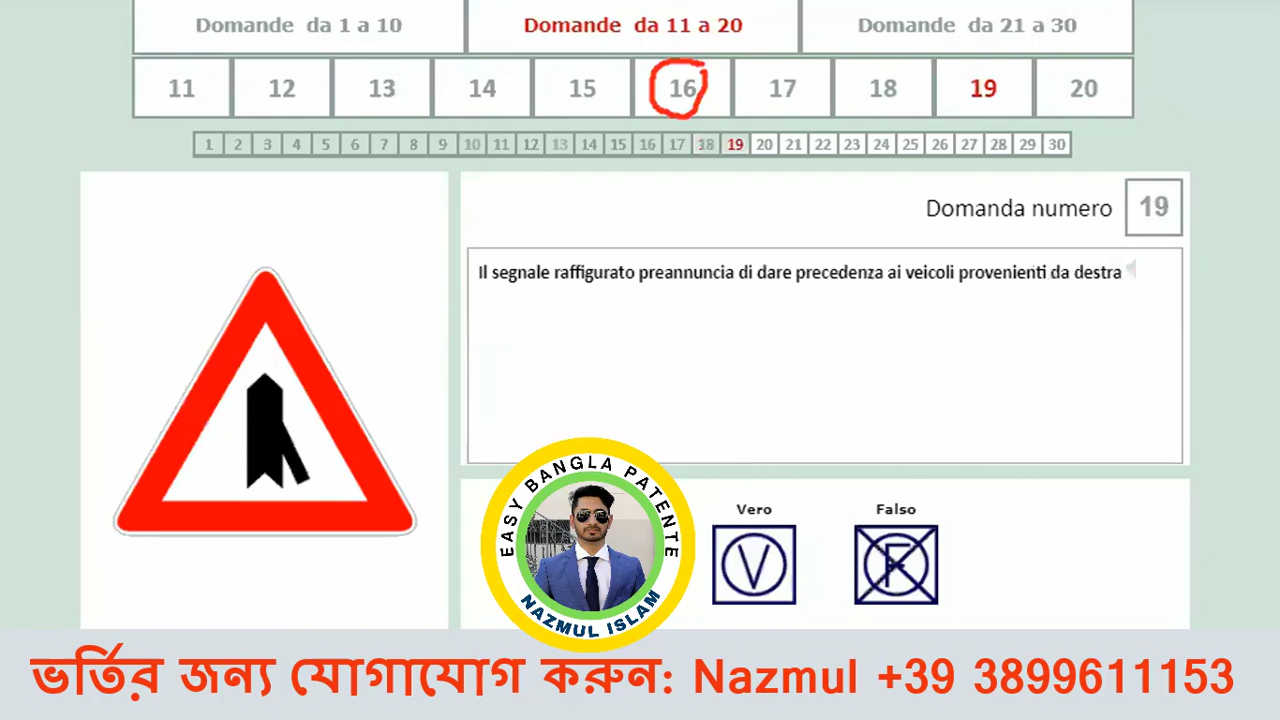 Domande da 1 a 10 Domande da 11 a 20 Domande da 21 a 30
11 12 13 14 15 16 17 18 19 20
1 2 3 4 5 6 7 8 9 10 11 12 13 14 15 16 17 18 19 20 21 22 23 24 25 26 27 28 29 30
Domanda numero 19
Il segnale raffigurato preannuncia di dare precedenza ai veicoli provenienti da destra
EASY BANGLA PATENTE
NAZMUL ISLAM
Vero Falso
V F
ভর্তির জন্য যোগাযোগ করুন: Nazmul +39 3899611153